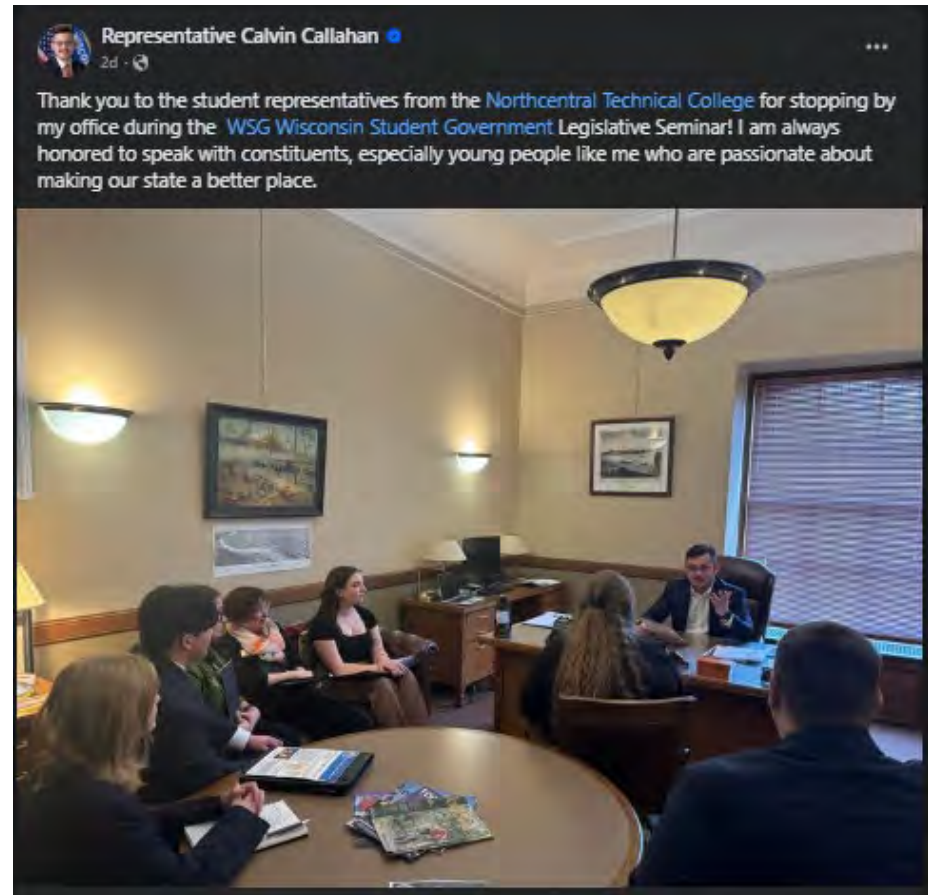 Representative Calvin Callahan
2d ·
Thank you to the student representatives from the Northcentral Technical College for stopping by
my office during the WSG Wisconsin Student Government Legislative Seminar! I am always
honored to speak with constituents, especially young people like me who are passionate about
making our state a better place.